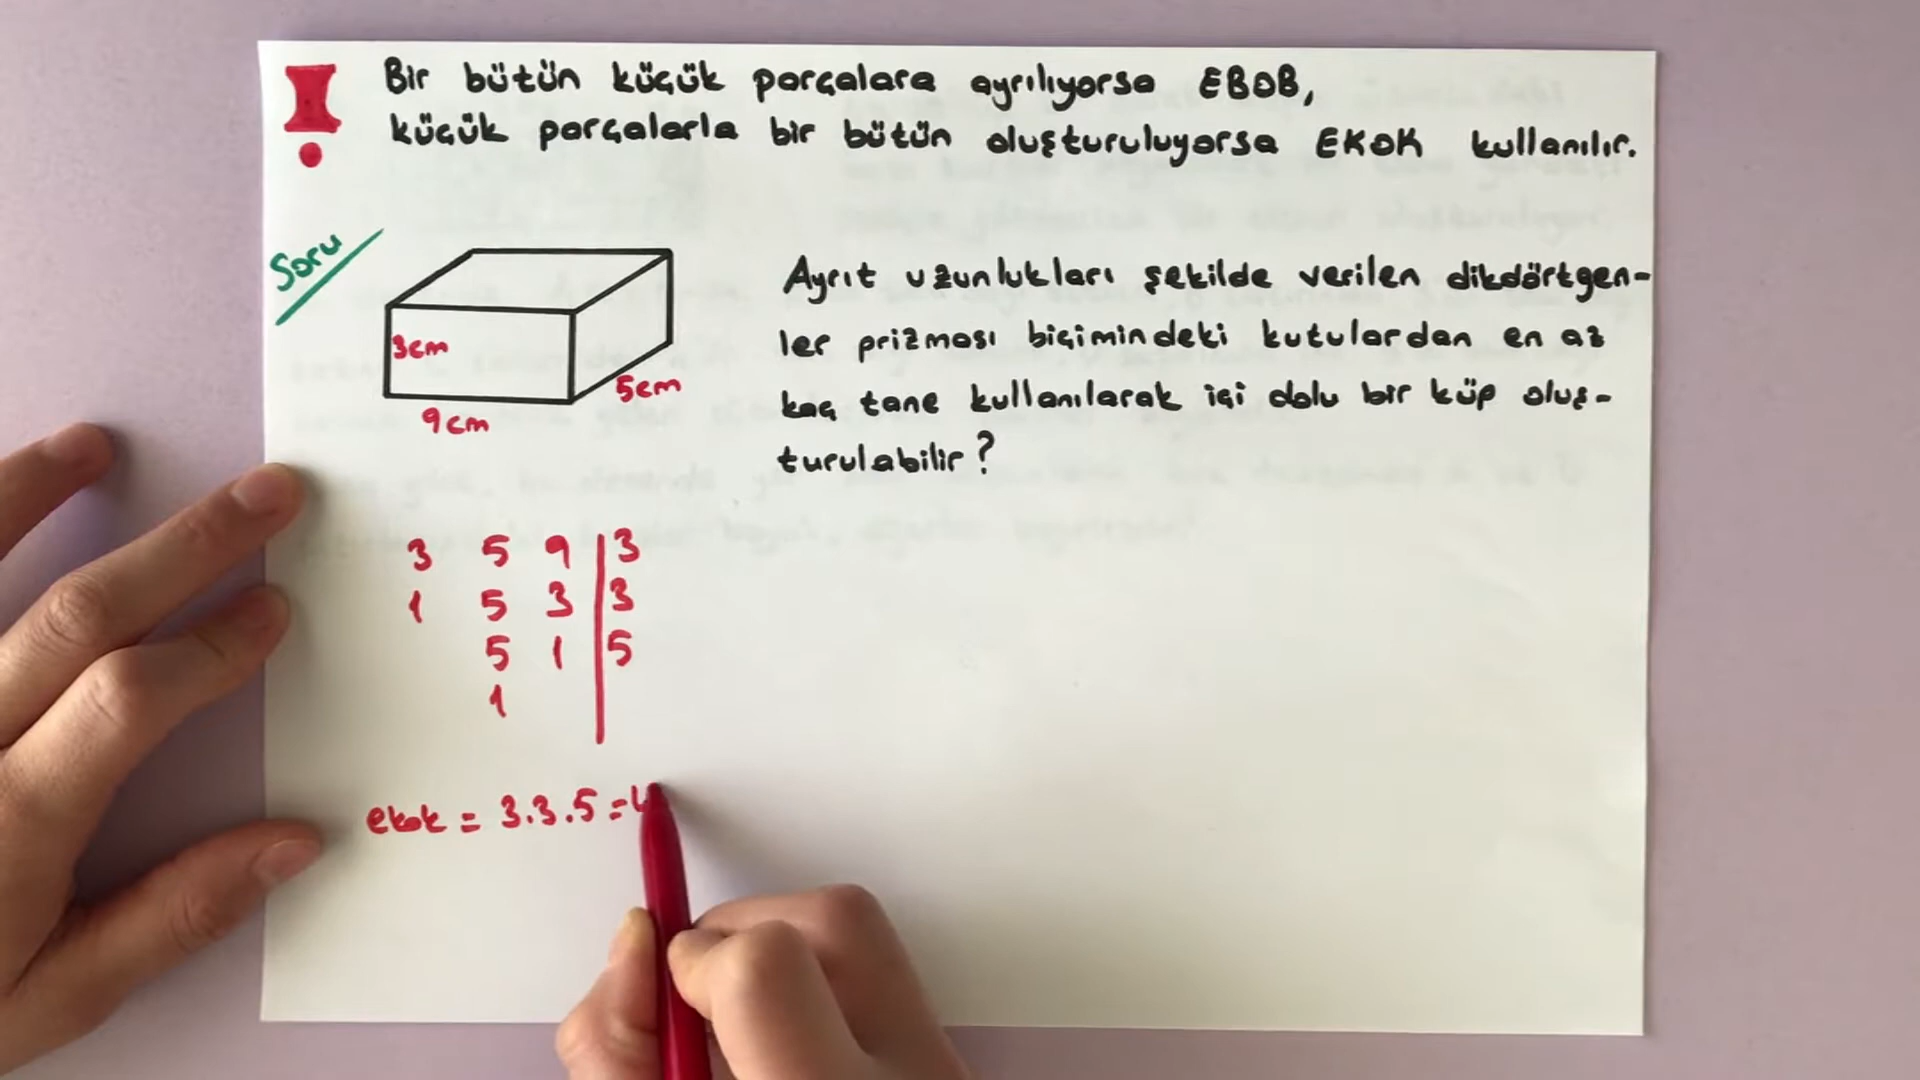 Bir bütün küçük parçalara ayrılıyorsa EBOB,
küçük parçalarla bir bütün oluşturuluyorsa EKOK kullanılır.
Soru
Ayrıt uzunlukları şekilde verilen dikdörtgen-
ler prizması biçimindeki kutulardan en az
kaç tane kullanılarak içi dolu bir küp oluş-
turulabilir?
3cm
5cm
9cm
3 5 9 | 3
1 5 3 | 3
5 1 | 5
1
ekok = 3.3.5 =4